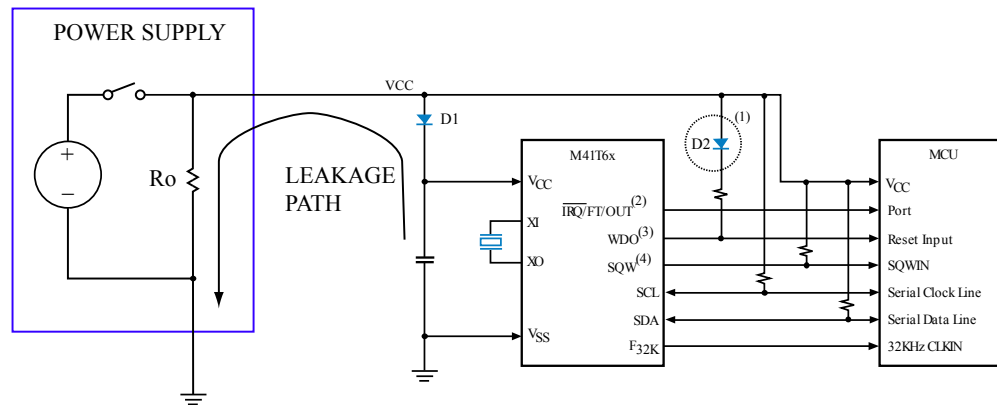 POWER SUPPLY
+
−
Ro
VCC
D1
LEAKAGE
PATH
M41T6x
VCC
XI
XO
VSS
IRQ/FT/OUT(2)
WDO(3)
SQW(4)
SCL
SDA
F32K
D2
(1)
MCU
VCC
Port
Reset Input
SQWIN
Serial Clock Line
Serial Data Line
32KHz CLKIN